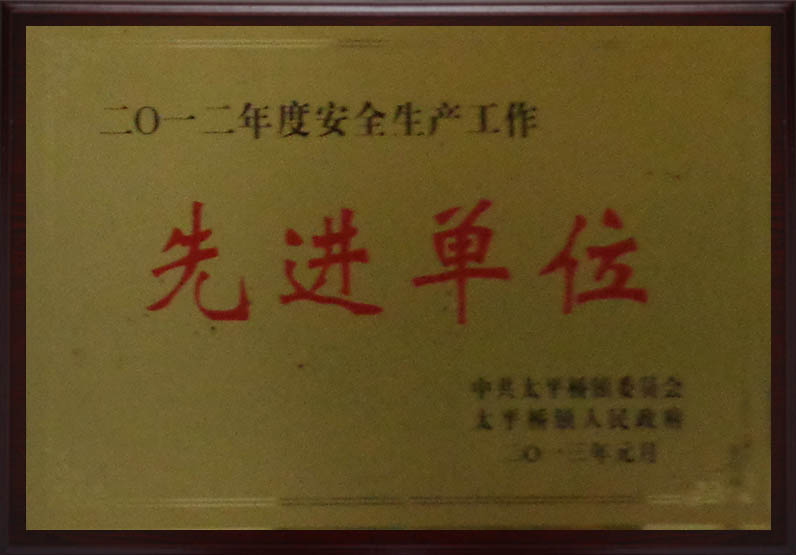 二〇一二年度安全生产工作
先进单位
中共太平桥镇委员会
太平桥镇人民政府
二〇一三年元月